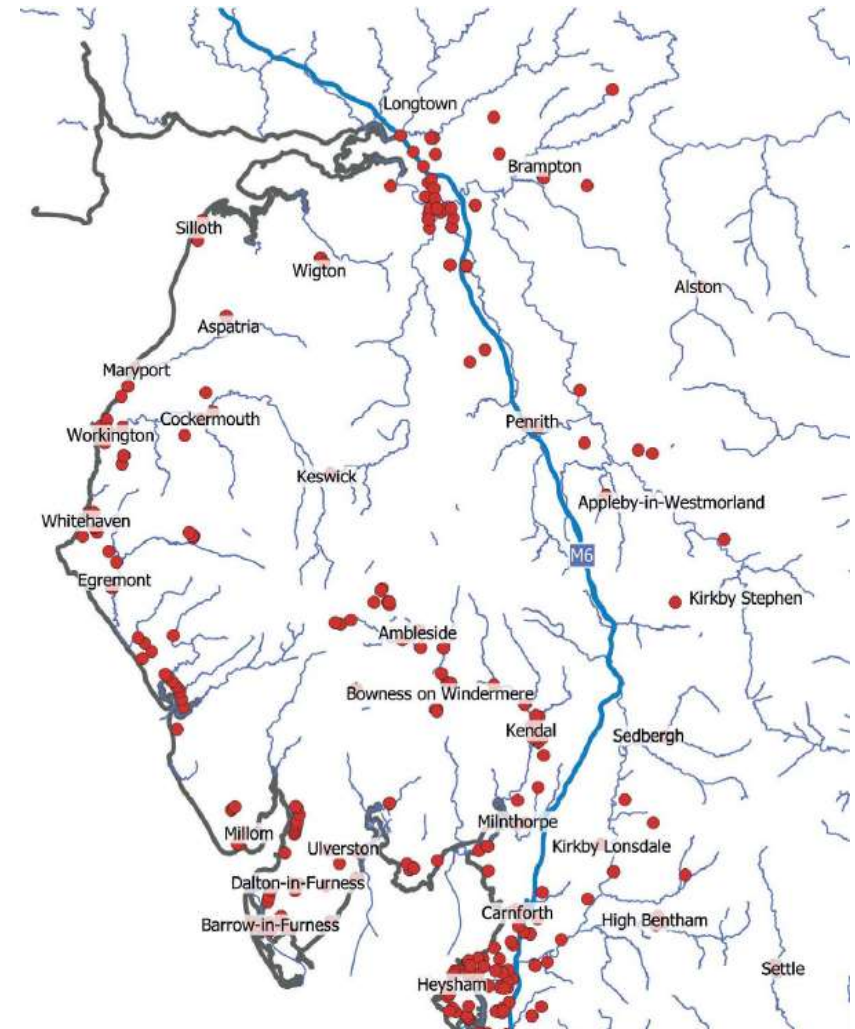 Longtown
Brampton
Silloth
Wigton
Alston
Aspatria
Maryport
Cockermouth
Penrith
Workington
Keswick
Appleby-in-Westmorland
Whitehaven
M6
Egremont
Kirkby Stephen
Ambleside
Bowness on Windermere
Kendal
Sedbergh
Milnthorpe
Millom
Ulverston
Kirkby Lonsdale
Dalton-in-Furness
Carnforth
High Bentham
Barrow-in-Furness
Settle
Heysham